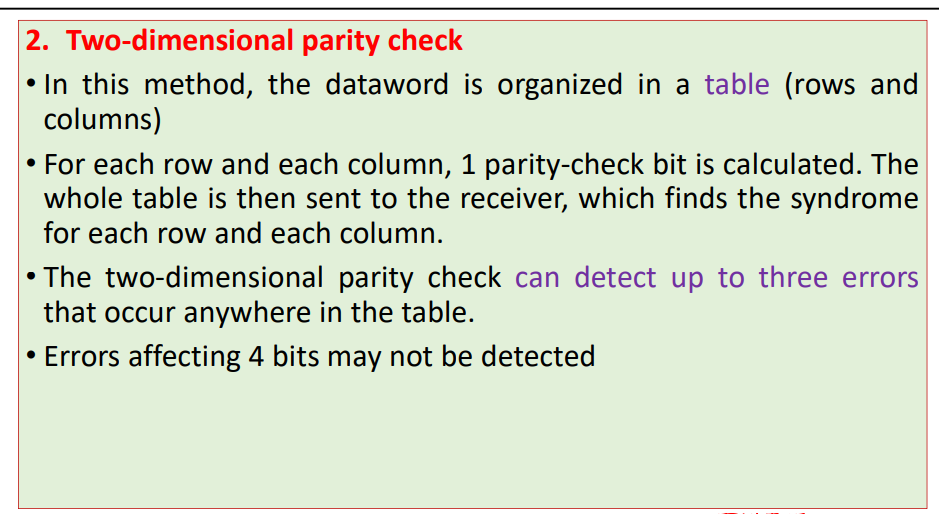 2. Two-dimensional parity check
• In this method, the dataword is organized in a table (rows and
columns)
• For each row and each column, 1 parity-check bit is calculated. The
whole table is then sent to the receiver, which finds the syndrome
for each row and each column.
• The two-dimensional parity check can detect up to three errors
that occur anywhere in the table.
• Errors affecting 4 bits may not be detected